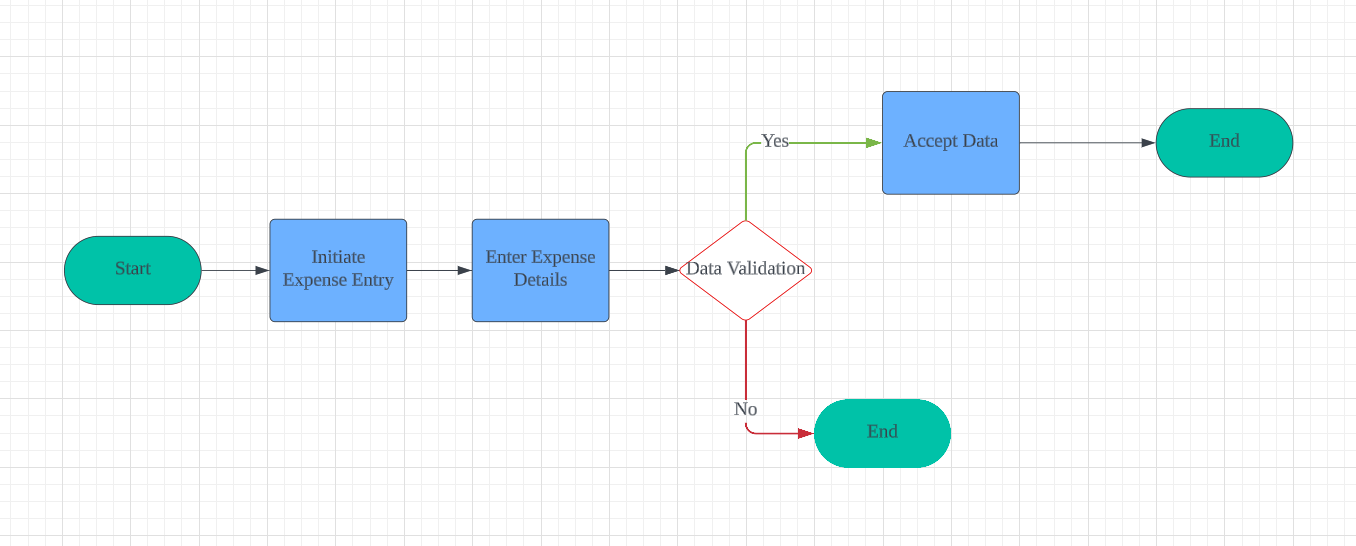 Yes
Accept Data
End
Start
Initiate
Expense Entry
Enter Expense
Details
Data Validation
No
End